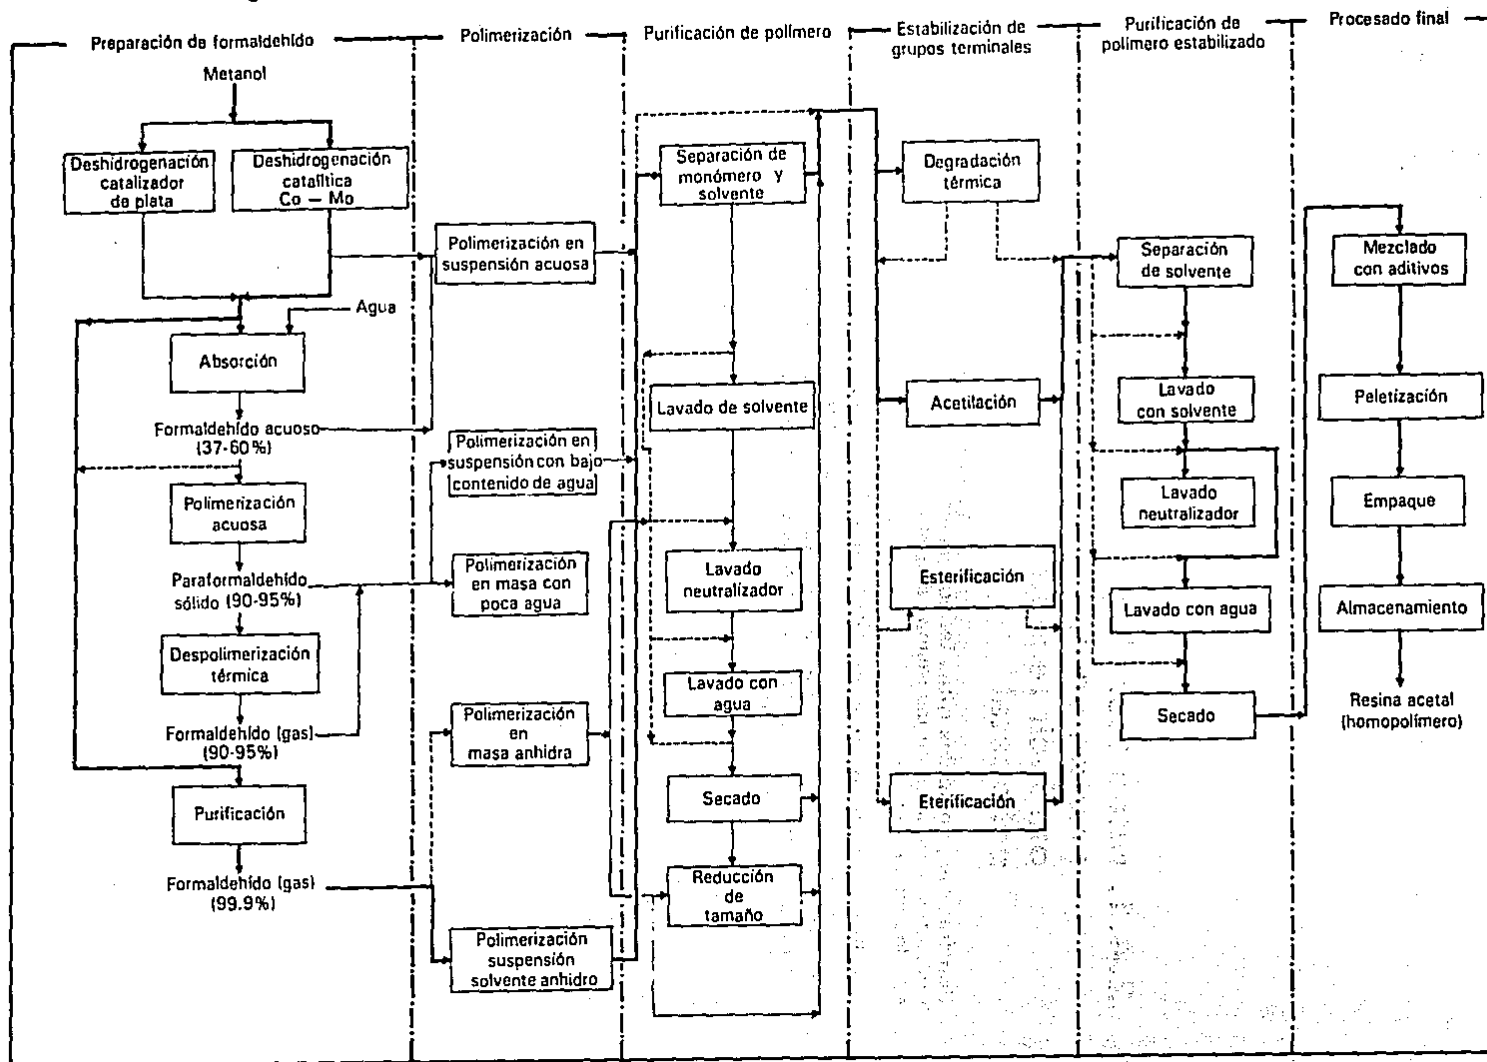 Preparación de formaldehído
Polimerización
Purificación de polímero
Estabilización de
grupos terminales
Purificación de
polímero estabilizado
Procesado final
Metanol
Deshidrogenación
catalizador
de plata
Deshidrogenación
catalítica
Co – Mo
Agua
Absorción
Formaldehído acuoso
(37-60%)
Polimerización
acuosa
Paraformaldehído
sólido (90-95%)
Despolimerización
térmica
Formaldehído (gas)
(90-95%)
Purificación
Formaldehído (gas)
(99.9%)
Polimerización en
suspensión acuosa
Polimerización en
suspensión con bajo
contenido de agua
Polimerización
en masa con
poca agua
Polimerización
en
masa anhidra
Polimerización
suspensión
solvente anhidro
Separación de
monómero y
solvente
Lavado de solvente
Lavado
neutralizador
Lavado con
agua
Secado
Reducción
de
tamaño
Degradación
térmica
Acetilación
Esterificación
Eterificación
Separación
de solvente
Lavado
con solvente
Lavado
neutralizador
Lavado con agua
Secado
Mezclado
con aditivos
Peletización
Empaque
Almacenamiento
Resina acetal
(homopolímero)